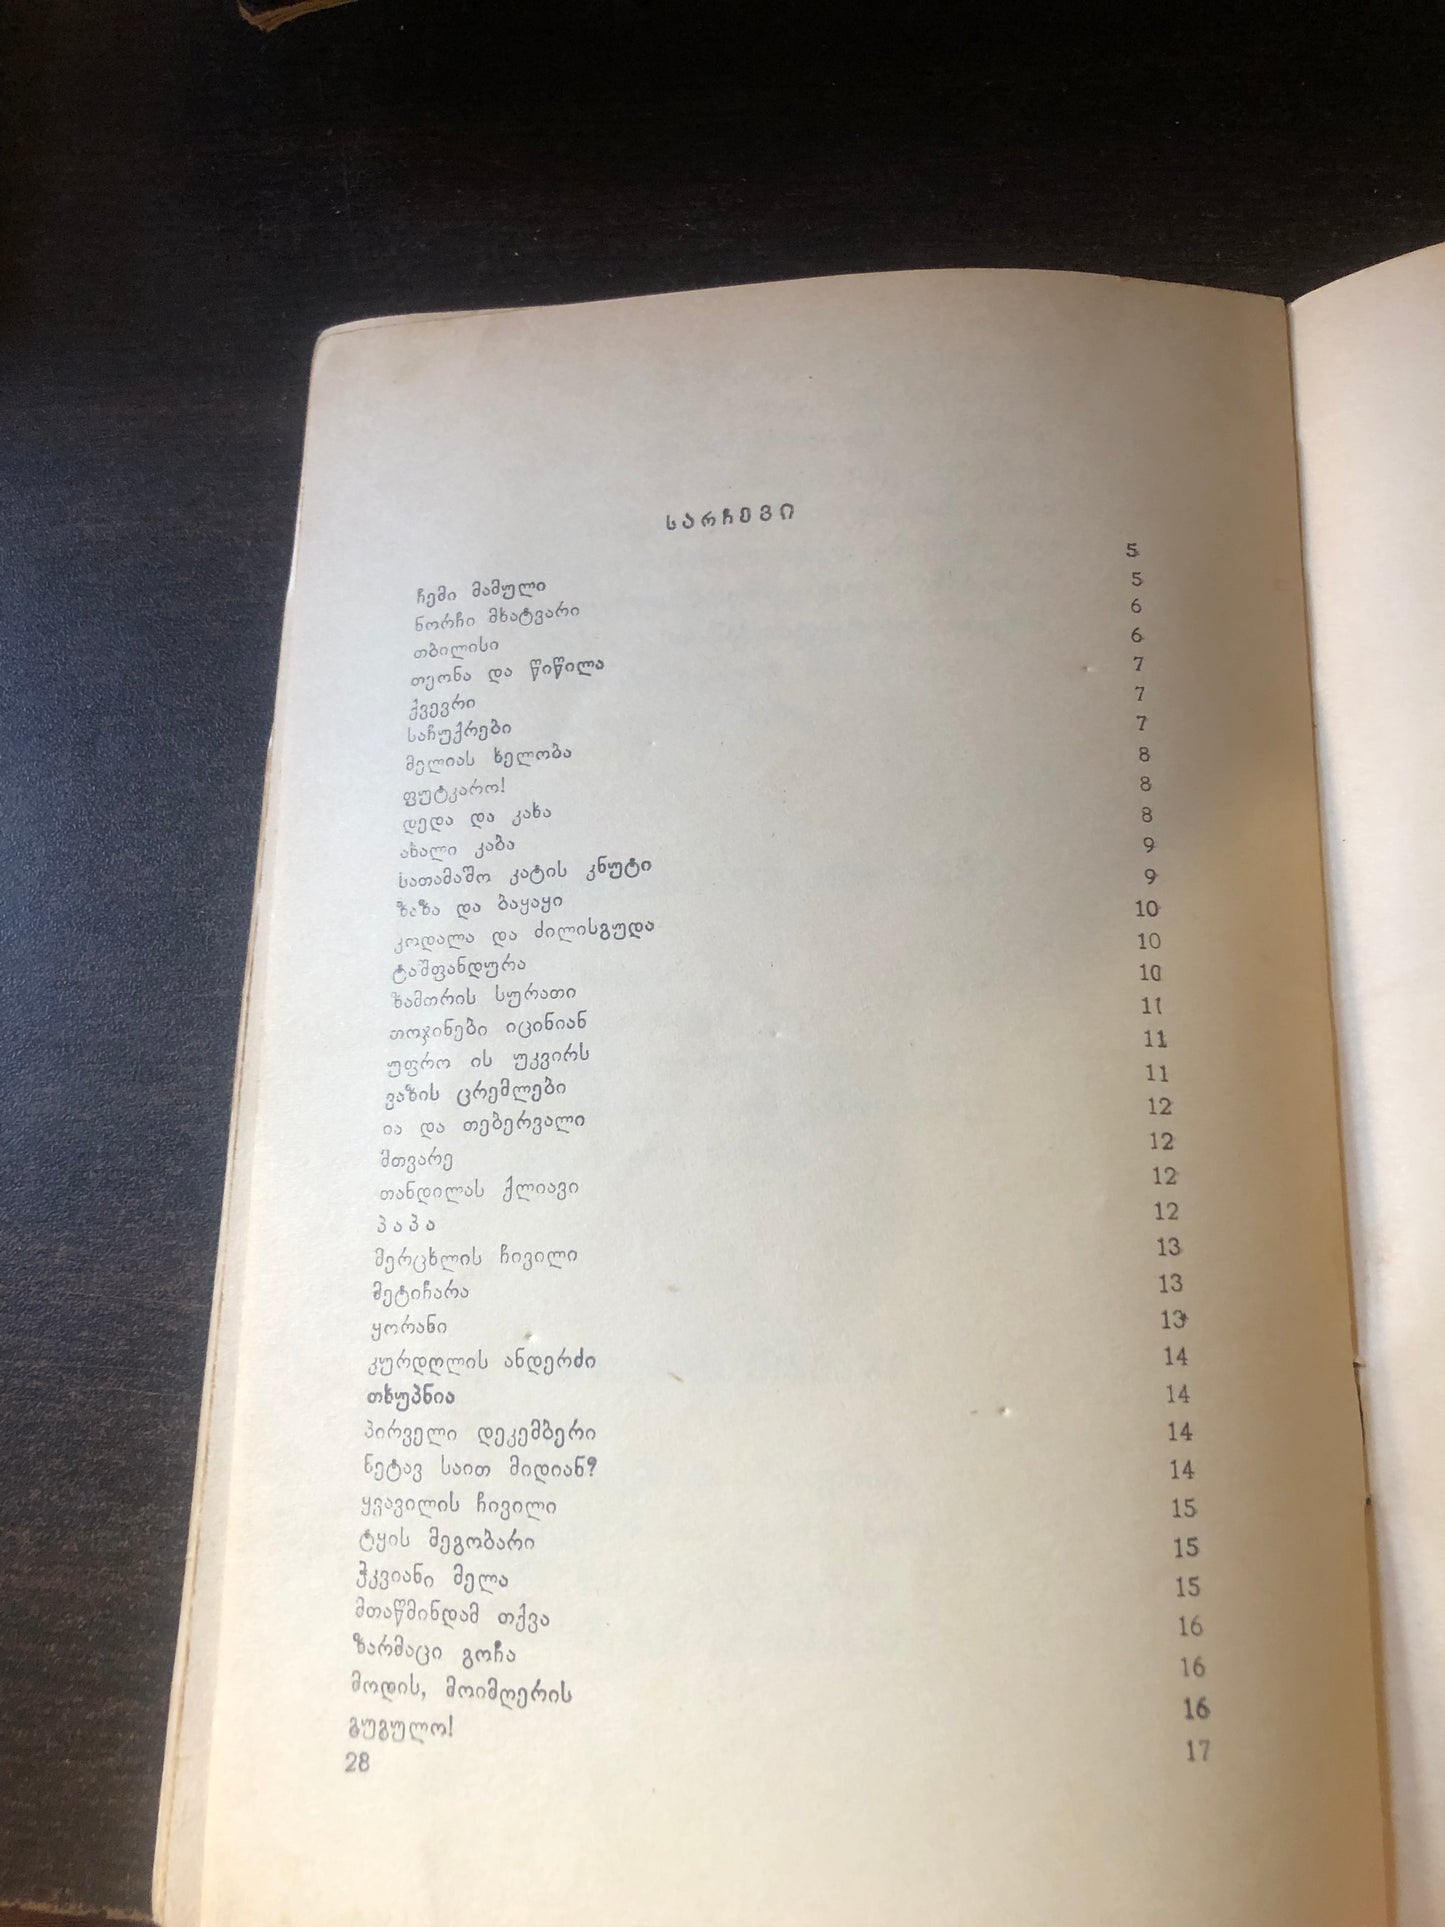 სარჩევი
ჩემი მამული 5
ნორჩი მხატვარი 5
თბილისი 6
თეონა და წიწილა 6
ქვევრი 7
საჩუქრები 7
მელიას ხელობა 7
ფუტკარო! 8
დედა და კახა 8
ახალი კაბა 8
სათამაშო კატის კნუტი 9
ზაზა და ბაყაყი 9
კოდალა და ძილისგუდა 10
ტაშფანდურა 10
ზამთრის სურათი 10
თოჯინები იცინიან 11
უფრო ის უკვირს 11
ვაზის ცრემლები 11
ია და თებერვალი 12
მთვარე 12
თანდილას ქლიავი 12
პაპა 12
მერცხლის ჩივილი 13
მეტიჩარა 13
ყორანი 13
კურდღლის ანდერძი 14
თხუპნია 14
პირველი დეკემბერი 14
ნეტავ საით მიდიან? 14
ყვავილის ჩივილი 15
ტყის მეგობარი 15
ჭკვიანი მელა 15
მთაწმინდამ თქვა 16
ზარმაცი გოჩა 16
მოდის, მოიმღერის 16
გუგულო! 17
28